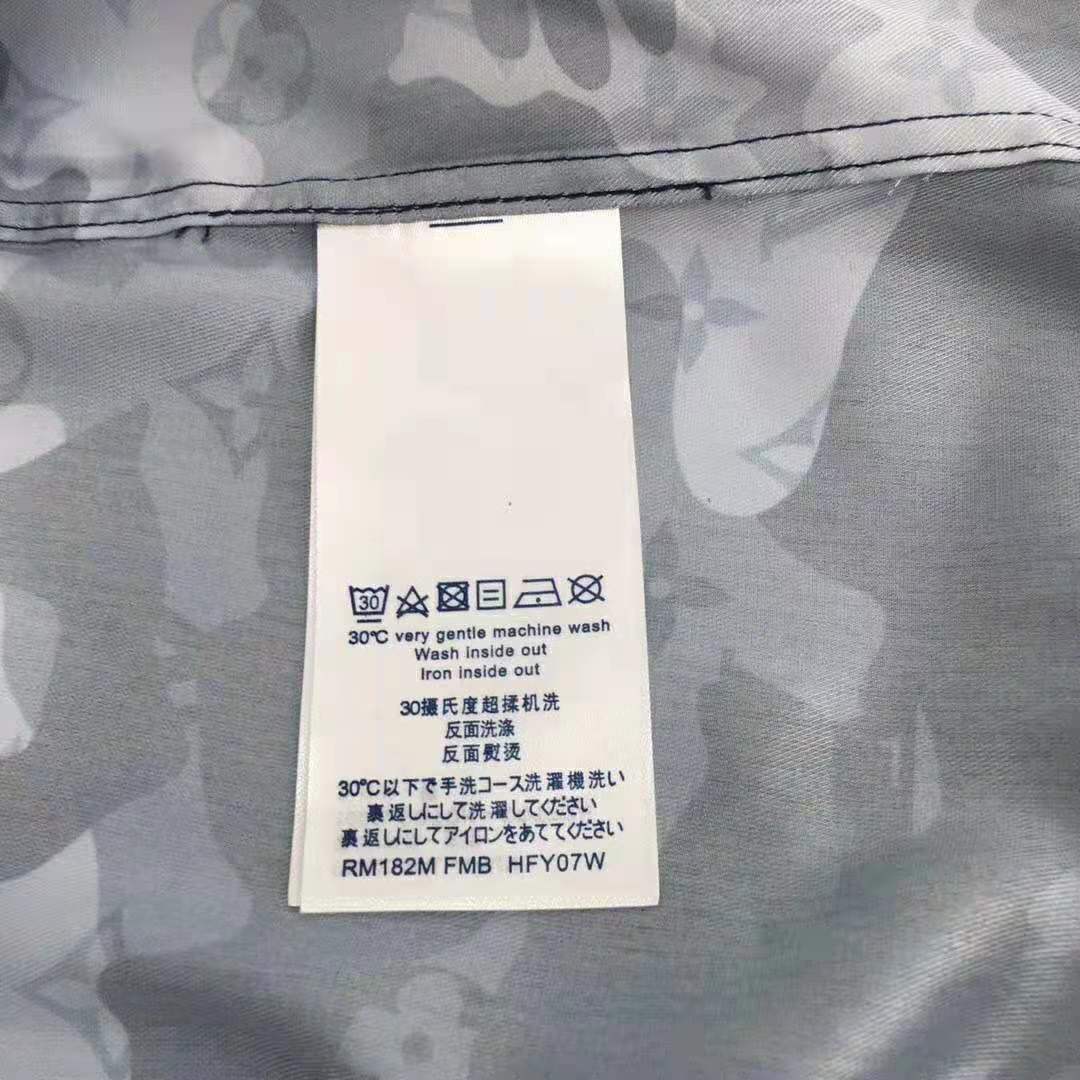 30
30℃ very gentle machine wash
Wash inside out
Iron inside out
30摄氏度超揉机洗
反面洗涤
反面熨烫
30℃以下で手洗コース洗濯機洗い
裏返しにして洗濯してください
裏返しにしてアイロンをあててください
RM182M FMB HFY07W